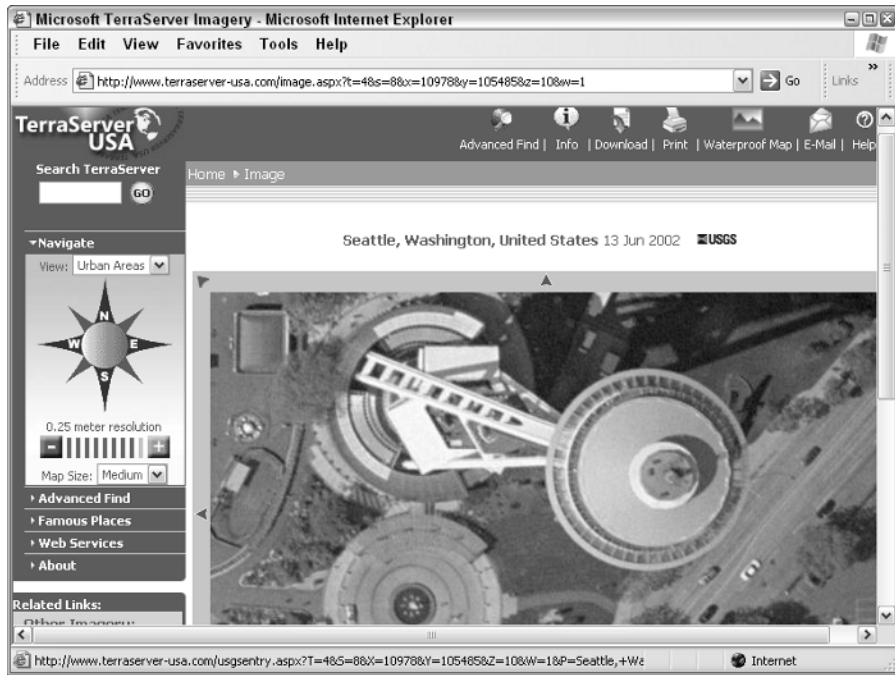 Microsoft TerraServer Imagery - Microsoft Internet Explorer
File Edit View Favorites Tools Help
Address http://www.terraserver-usa.com/image.aspx?t=4&s=8&x=10978&y=105485&z=10&w=1 Go Links »
TerraServer USA
Advanced Find | Info | Download | Print | Waterproof Map | E-Mail | Help
Search TerraServer
GO
Home Image
Seattle, Washington, United States 13 Jun 2002 USGS
Navigate
View: Urban Areas
N
W E
S
0.25 meter resolution
- +
Map Size: Medium
Advanced Find
Famous Places
Web Services
About
Related Links:
Other Imagery:
http://www.terraserver-usa.com/usgsentry.aspx?T=4&S=8&X=10978&Y=105485&Z=10&W=1&P=Seattle,+Wa Internet